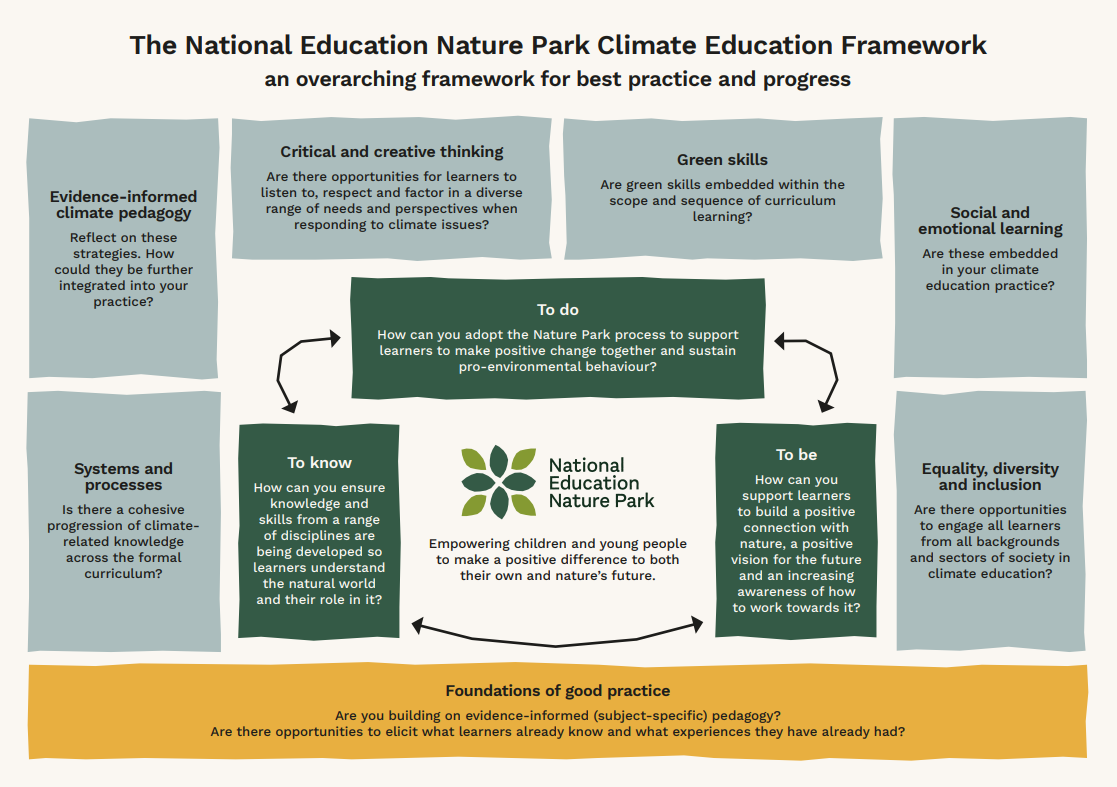 The National Education Nature Park Climate Education Framework
an overarching framework for best practice and progress
Evidence-informed
climate pedagogy
Reflect on these
strategies. How
could they be further
integrated into your
practice?
Critical and creative thinking
Are there opportunities for learners to
listen to, respect and factor in a diverse
range of needs and perspectives when
responding to climate issues?
Green skills
Are green skills embedded within the
scope and sequence of curriculum
learning?
Social and
emotional learning
Are these embedded
in your climate
education practice?
To do
How can you adopt the Nature Park process to support
learners to make positive change together and sustain
pro-environmental behaviour?
Systems and
processes
Is there a cohesive
progression of climate-
related knowledge
across the formal
curriculum?
To know
How can you ensure
knowledge and
skills from a range
of disciplines are
being developed so
learners understand
the natural world
and their role in it?
National
Education
Nature Park
Empowering children and young people
to make a positive difference to both
their own and nature's future.
To be
How can you
support learners
to build a positive
connection with
nature, a positive
vision for the future
and an increasing
awareness of how
to work towards it?
Equality, diversity
and inclusion
Are there opportunities
to engage all learners
from all backgrounds
and sectors of society in
climate education?
Foundations of good practice
Are you building on evidence-informed (subject-specific) pedagogy?
Are there opportunities to elicit what learners already know and what experiences they have already had?